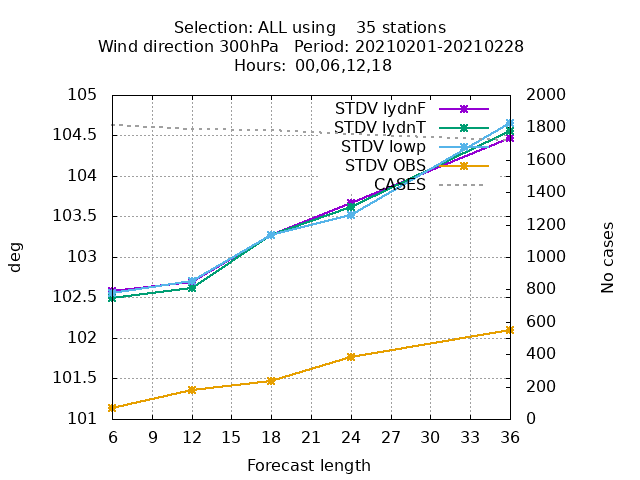 Selection: ALL using    35 stations
Wind direction 300hPa   Period: 20210201-20210228
Hours:  00,06,12,18
105
104.5
104
103.5
103
102.5
102
101.5
101
2000
1800
1600
1400
1200
1000
800
600
400
200
0
STDV lydnF
STDV lydnT
STDV lowp
STDV OBS
CASES
deg
No cases
6 9 12 15 18 21 24 27 30 33 36
Forecast length